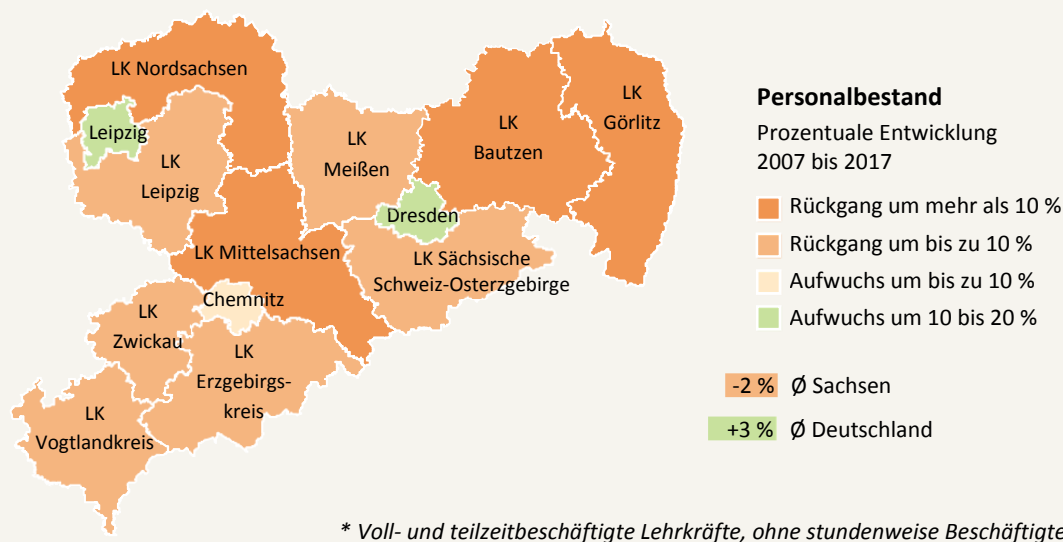 LK Nordsachsen
Leipzig
LK
Leipzig
LK
Meißen
LK
Bautzen
LK
Görlitz
Dresden
LK Mittelsachsen
LK Sächsische
Schweiz-Osterzgebirge
Chemnitz
LK
Zwickau
LK
Erzgebirgs-
kreis
LK
Vogtlandkreis
Personalbestand
Prozentuale Entwicklung
2007 bis 2017
Rückgang um mehr als 10 %
Rückgang um bis zu 10 %
Aufwuchs um bis zu 10 %
Aufwuchs um 10 bis 20 %
-2 % Ø Sachsen
+3 % Ø Deutschland
* Voll- und teilzeitbeschäftigte Lehrkräfte, ohne stundenweise Beschäftigte